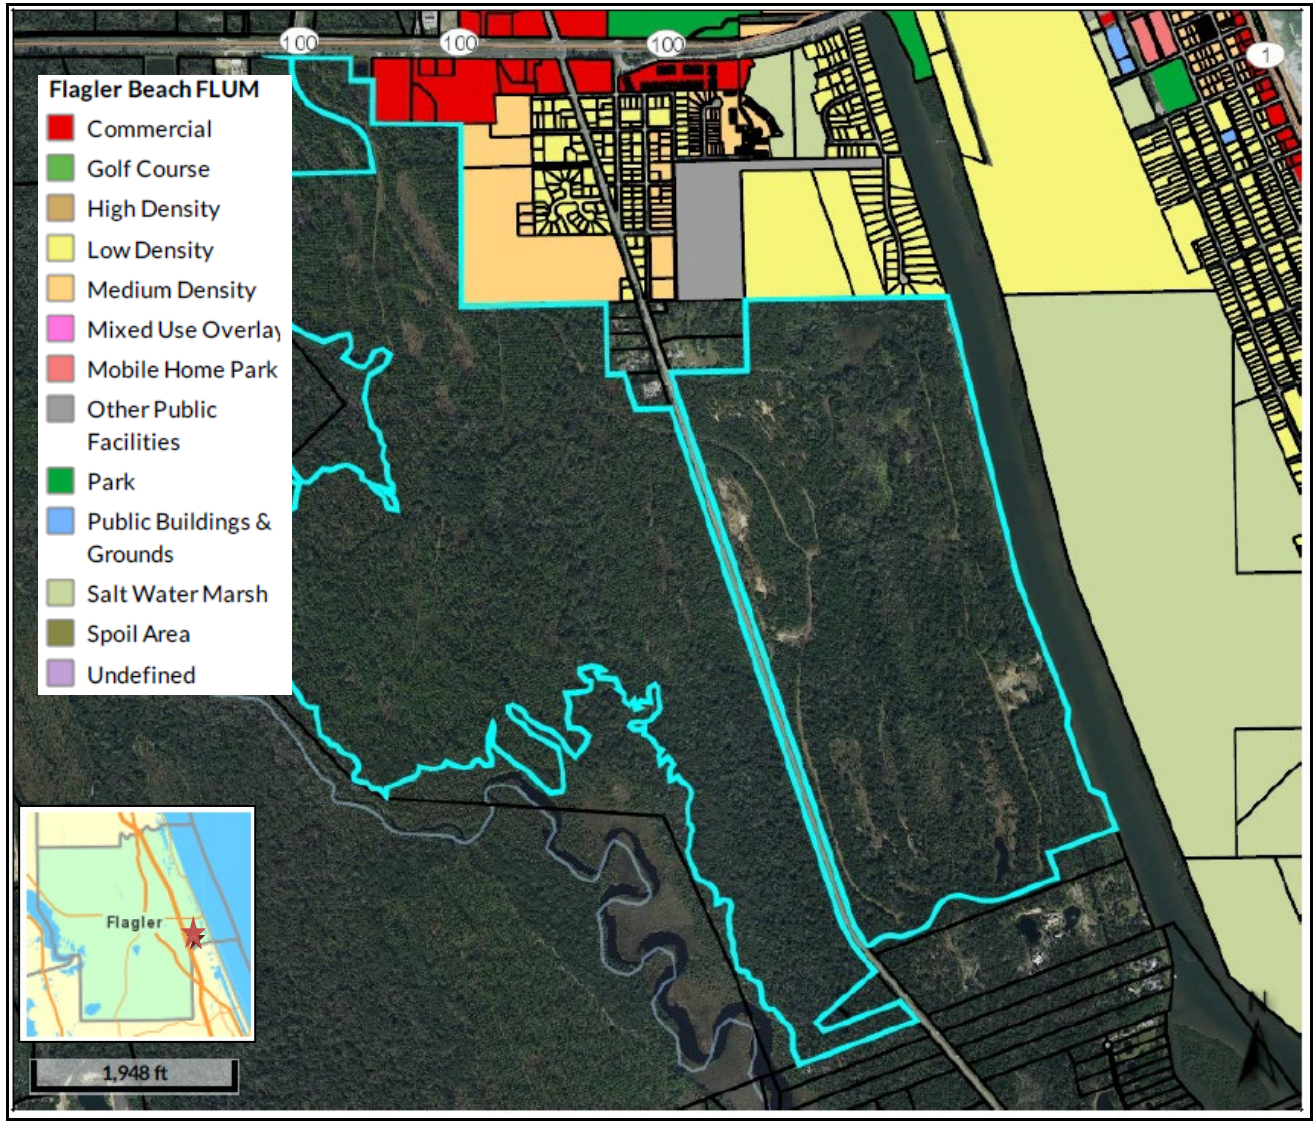 100
100
100
1
Flagler Beach FLUM
Commercial
Golf Course
High Density
Low Density
Medium Density
Mixed Use Overlay
Mobile Home Park
Other Public
Facilities
Park
Public Buildings &
Grounds
Salt Water Marsh
Spoil Area
Undefined
Flagler
1,948 ft
N